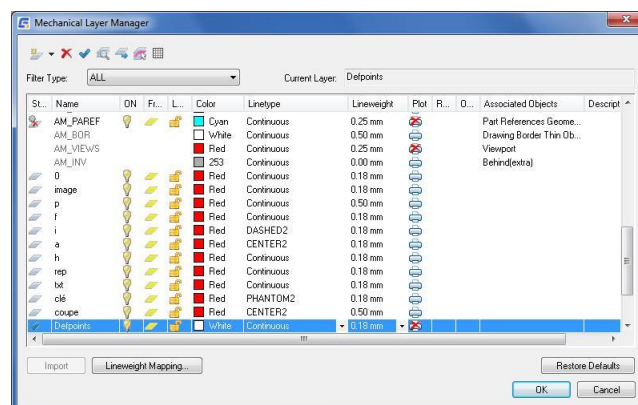 Mechanical Layer Manager
Filter Type: ALL Current Layer: Defpoints
St... Name ON Fr... L... Color Linetype Lineweight Plot R... O... Associated Objects Descript
AM_PAREF Cyan Continuous 0.25 mm Part References Geome...
AM_BOR White Continuous 0.50 mm Drawing Border Thin Ob...
AM_VIEWS Red Continuous 0.25 mm Viewport
AM_INV 253 Continuous 0.00 mm Behind(extra)
0 Red Continuous 0.18 mm
image Red Continuous 0.18 mm
p Red Continuous 0.50 mm
f Red Continuous 0.18 mm
i Red DASHED2 0.18 mm
a Red CENTER2 0.18 mm
h Red Continuous 0.18 mm
rep Red Continuous 0.18 mm
txt Red Continuous 0.18 mm
clé Red PHANTOM2 0.18 mm
coupe Red CENTER2 0.50 mm
Defpoints White Continuous 0.18 mm
Import Lineweight Mapping... Restore Defaults
OK Cancel